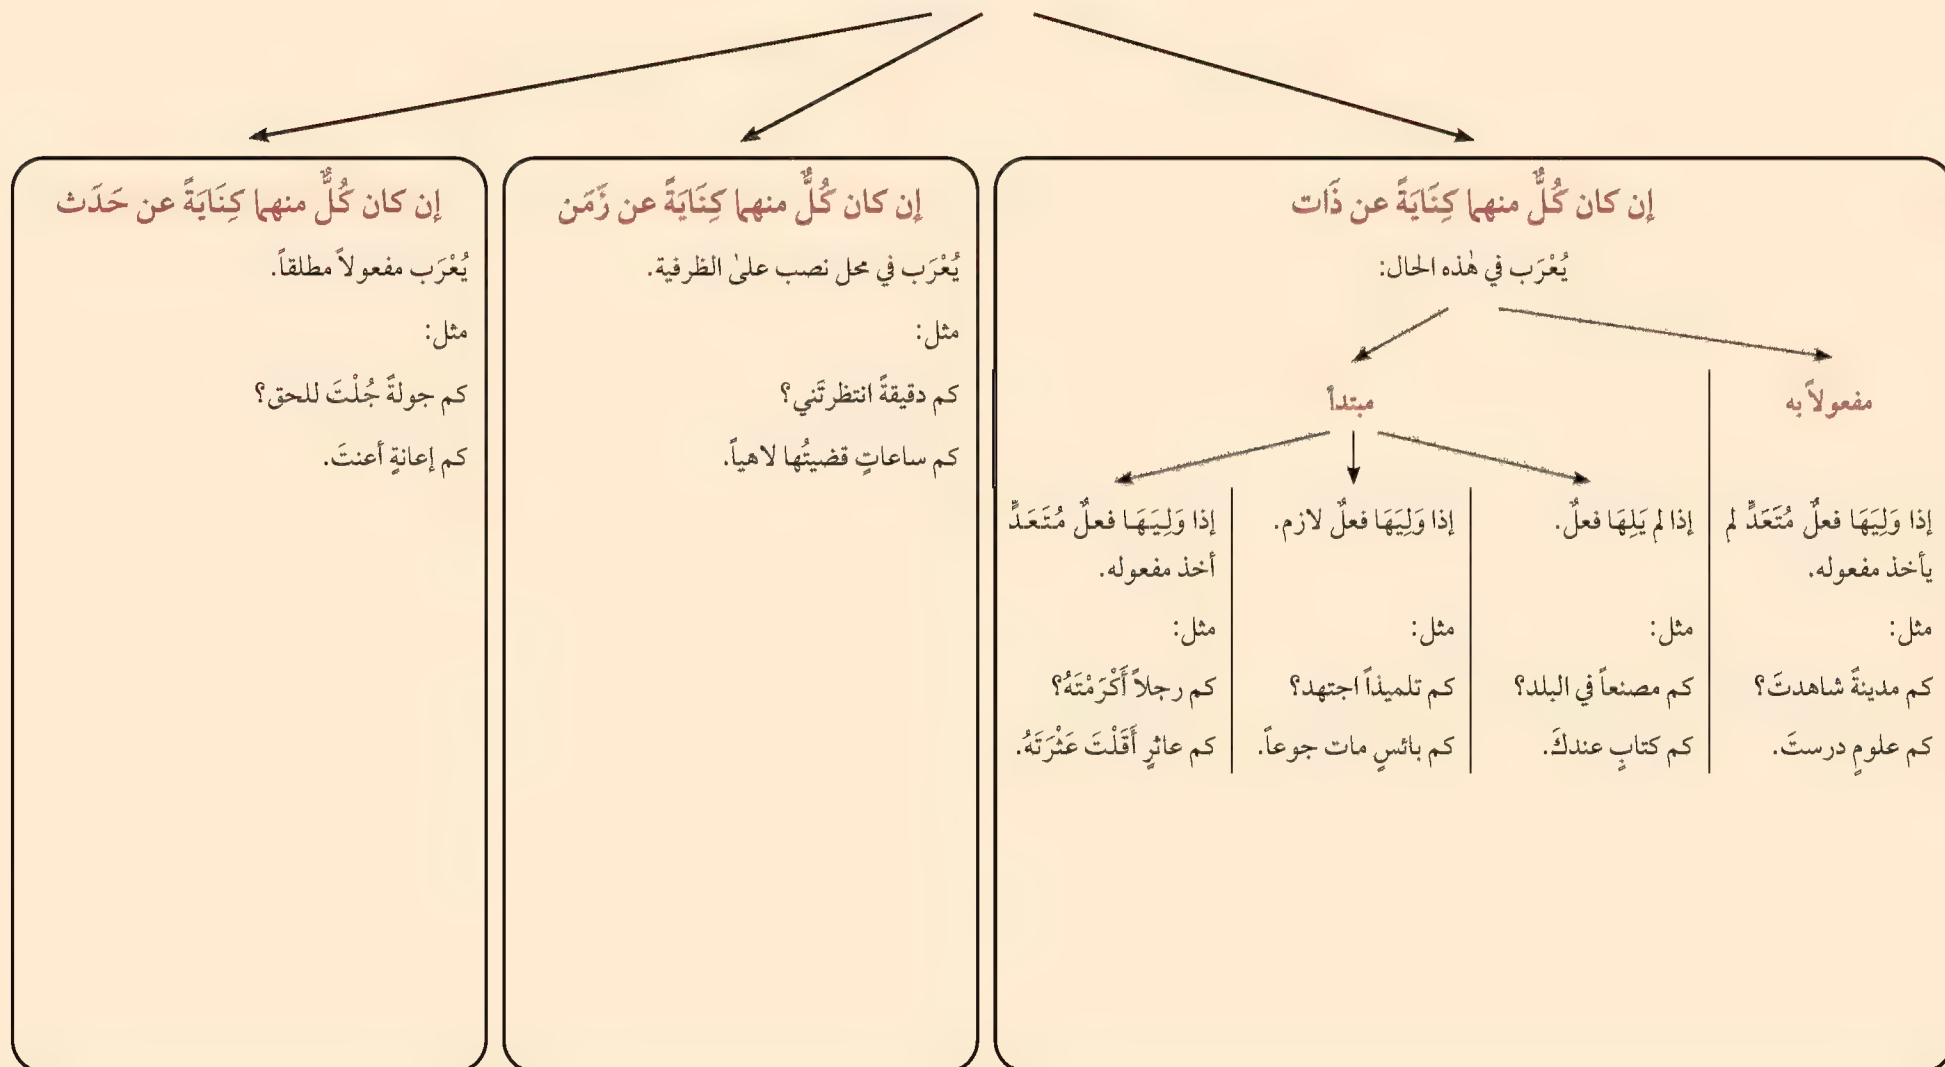 إن كان كُلٌّ منهما كِنَايَةً عن ذَات
يُعْرَب في هٰذه الحال:
مفعولاً به
إذا وَلِيَهَا فعلٌ مُتَعَدٍّ لم
يأخذ مفعوله.
مثل:
كم مدينةً شاهدتَ؟
كم علومٍ درستَ.
مبتدأ
إذا لم يَلِهَا فعلٌ.
مثل:
كم مصنعاً في البلد؟
كم كتابٍ عندكَ.
إذا وَلِيَهَا فعلٌ لازم.
مثل:
كم تلميذاً اجتهد؟
كم بائسٍ مات جوعاً.
إذا وَلِيَهَا فعلٌ مُتَعَدٍّ
أخذ مفعوله.
مثل:
كم رجلاً أَكْرَمْتَهُ؟
كم عاثرٍ أَقَلْتَ عَثْرَتَهُ.
إن كان كُلٌّ منهما كِنَايَةً عن زَمَن
يُعْرَب في محل نصب علىٰ الظرفية.
مثل:
كم دقيقةً انتظرتَني؟
كم ساعاتٍ قضيتُها لاهياً.
إن كان كُلٌّ منهما كِنَايَةً عن حَدَث
يُعْرَب مفعولاً مطلقاً.
مثل:
كم جولةً جُلْتَ للحق؟
كم إعانةٍ أعنتَ.